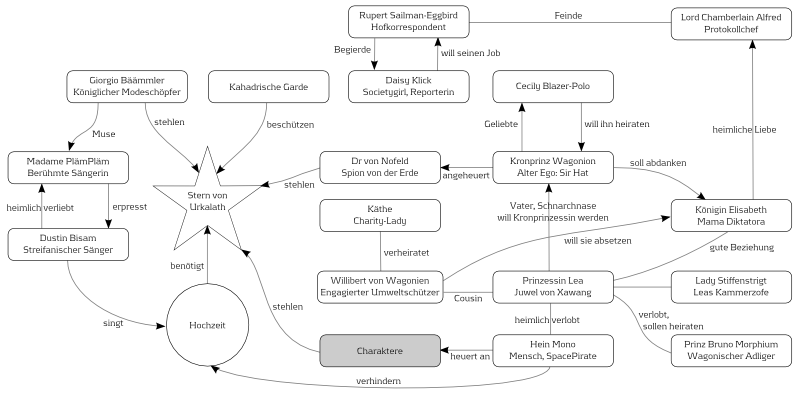 Rupert Sailman-Eggbird
Hofkorrespondent
Feinde
Lord Chamberlain Alfred
Protokollchef
Begierde
will seinen Job
Giorgio Bäämmler
Königlicher Modeschöpfer
Kahadrische Garde
Daisy Klick
Societygirl, Reporterin
Cecily Blazer-Polo
Muse
stehlen
beschützen
Geliebte
will ihn heiraten
heimliche Liebe
Madame PlämPläm
Berühmte Sängerin
Stern von
Urkalath
stehlen
Dr von Nofeld
Spion von der Erde
angeheuert
Kronprinz Wagonion
Alter Ego: Sir Hat
soll abdanken
heimlich verliebt
erpresst
Käthe
Charity-Lady
Vater, Schnarchnase
will Kronprinzessin werden
Königin Elisabeth
Mama Diktatora
Dustin Bisam
Streifanischer Sänger
benötigt
verheiratet
will sie absetzen
gute Beziehung
Willibert von Wagonien
Engagierter Umweltschützer
Cousin
Prinzessin Lea
Juwel von Xawang
Lady Stiffenstrigt
Leas Kammerzofe
singt
Hochzeit
stehlen
heimlich verlobt
verlobt,
sollen heiraten
Charaktere
heuert an
Hein Mono
Mensch, SpacePirate
Prinz Bruno Morphium
Wagonischer Adliger
verhindern